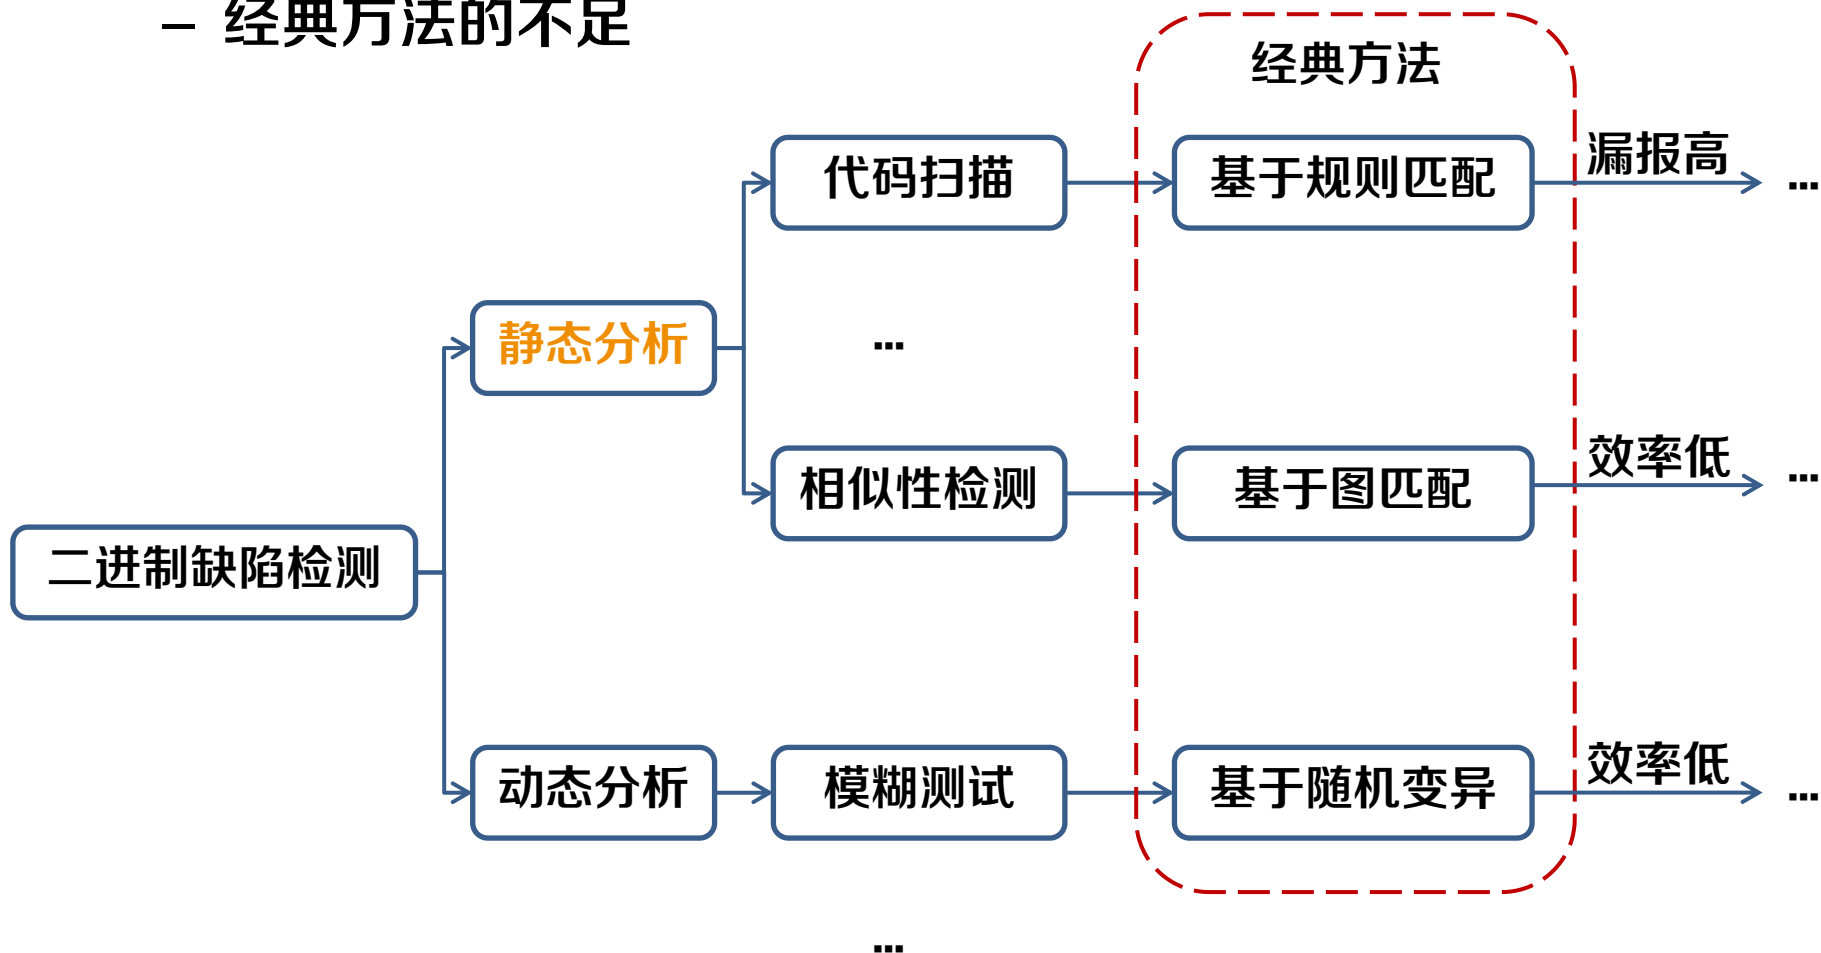 – 经典方法的不足
经典方法
代码扫描
基于规则匹配
漏报高
...
静态分析
...
相似性检测
基于图匹配
效率低
...
二进制缺陷检测
动态分析
模糊测试
基于随机变异
效率低
...
...